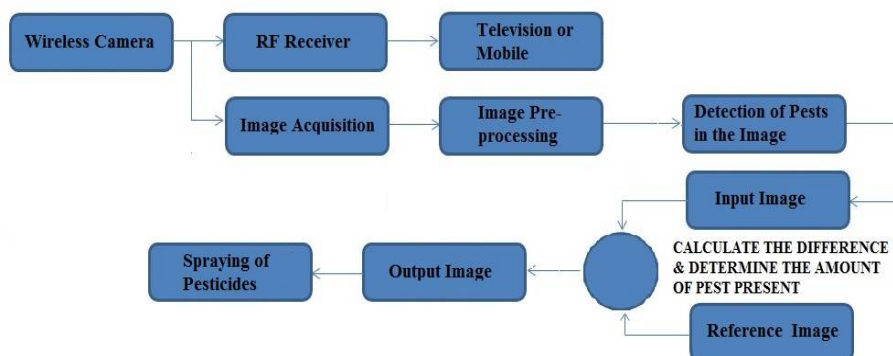 Wireless Camera
RF Receiver
Television or
Mobile
Image Acquisition
Image Pre-
processing
Detection of Pests
in the Image
Input Image
CALCULATE THE DIFFERENCE
& DETERMINE THE AMOUNT
OF PEST PRESENT
Spraying of
Pesticides
Output Image
Reference Image